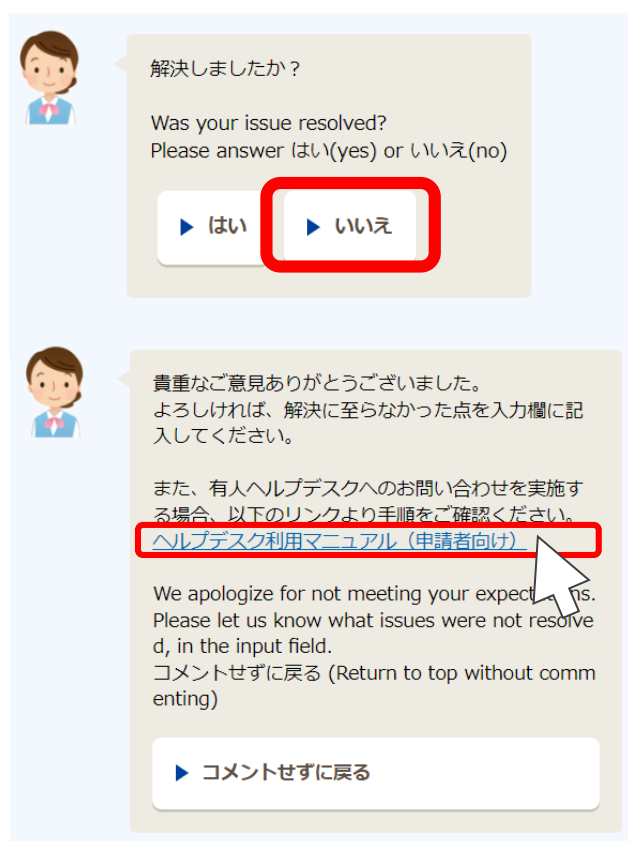 解決しましたか？
Was your issue resolved?
Please answer はい(yes) or いいえ(no)
▶ はい
▶ いいえ
貴重なご意見ありがとうございました。
よろしければ、解決に至らなかった点を入力欄に記
入してください。
また、有人ヘルプデスクへのお問い合わせを実施す
る場合、以下のリンクより手順をご確認ください。
ヘルプデスク利用マニュアル（申請者向け）
We apologize for not meeting your expectations.
Please let us know what issues were not resolve
d, in the input field.
コメントせずに戻る (Return to top without comm
enting)
▶ コメントせずに戻る